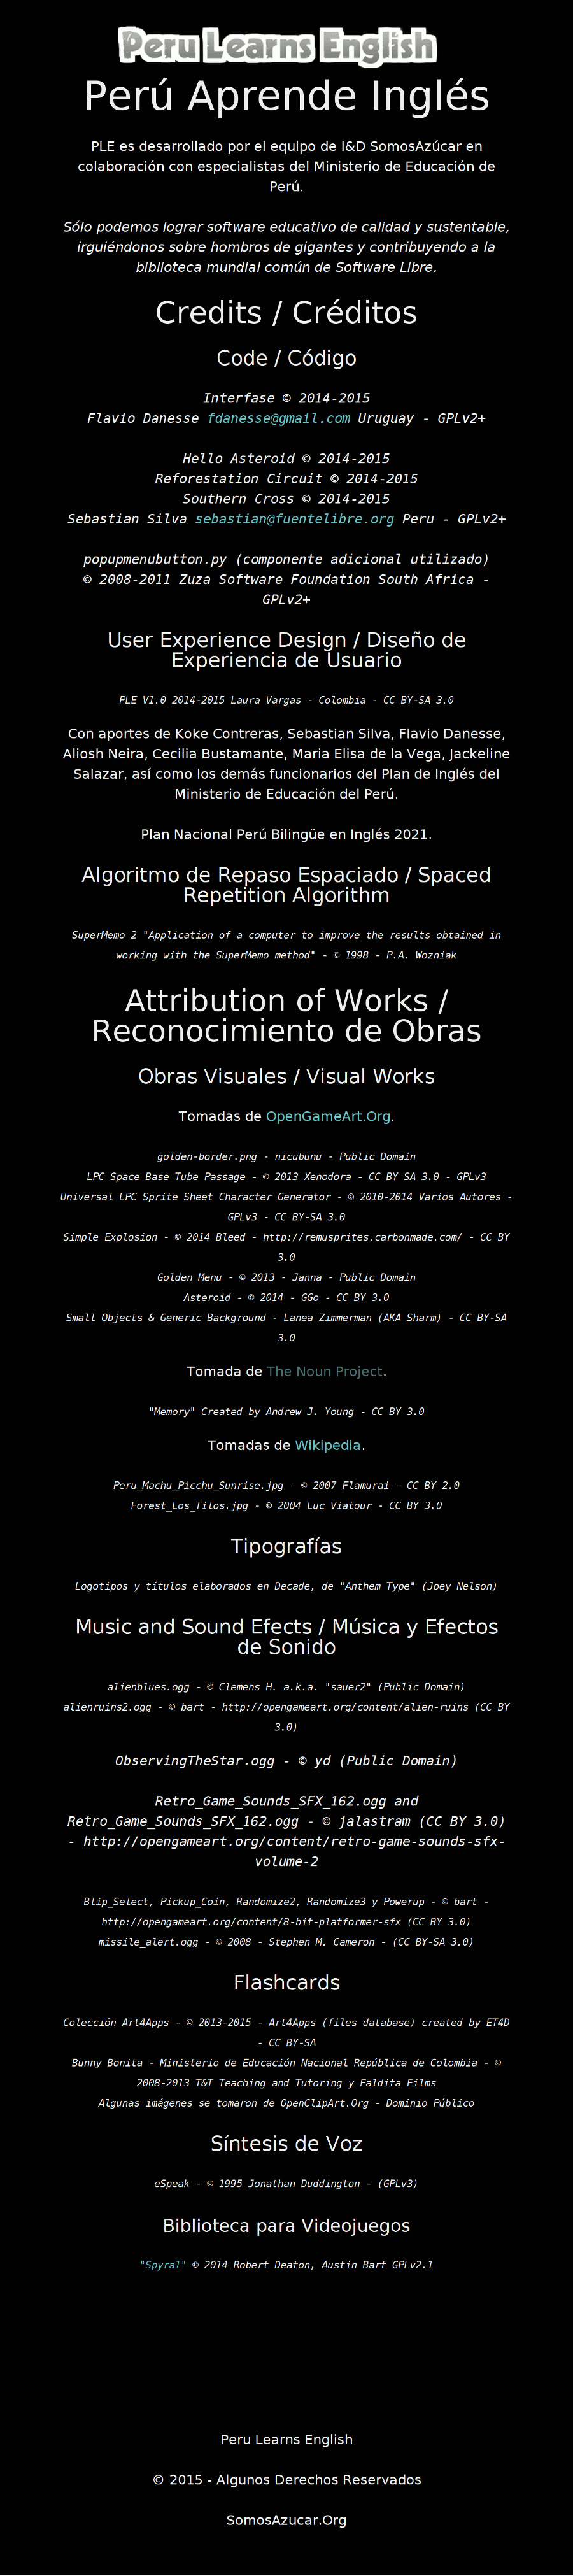 Peru Learns English
Perú Aprende Inglés
PLE es desarrollado por el equipo de I&D SomosAzúcar en
colaboración con especialistas del Ministerio de Educación de
Perú.
Sólo podemos lograr software educativo de calidad y sustentable,
irguiéndonos sobre hombros de gigantes y contribuyendo a la
biblioteca mundial común de Software Libre.
Credits / Créditos
Code / Código
Interfase © 2014-2015
Flavio Danesse fdanesse@gmail.com Uruguay - GPLv2+
Hello Asteroid © 2014-2015
Reforestation Circuit © 2014-2015
Southern Cross © 2014-2015
Sebastian Silva sebastian@fuentelibre.org Peru - GPLv2+
popupmenubutton.py (componente adicional utilizado)
© 2008-2011 Zuza Software Foundation South Africa -
GPLv2+
User Experience Design / Diseño de
Experiencia de Usuario
PLE V1.0 2014-2015 Laura Vargas - Colombia - CC BY-SA 3.0
Con aportes de Koke Contreras, Sebastian Silva, Flavio Danesse,
Aliosh Neira, Cecilia Bustamante, Maria Elisa de la Vega, Jackeline
Salazar, así como los demás funcionarios del Plan de Inglés del
Ministerio de Educación del Perú.
Plan Nacional Perú Bilingüe en Inglés 2021.
Algoritmo de Repaso Espaciado / Spaced
Repetition Algorithm
SuperMemo 2 "Application of a computer to improve the results obtained in
working with the SuperMemo method" - © 1998 - P.A. Wozniak
Attribution of Works /
Reconocimiento de Obras
Obras Visuales / Visual Works
Tomadas de OpenGameArt.Org.
golden-border.png - nicubunu - Public Domain
LPC Space Base Tube Passage - © 2013 Xenodora - CC BY SA 3.0 - GPLv3
Universal LPC Sprite Sheet Character Generator - © 2010-2014 Varios Autores -
GPLv3 - CC BY-SA 3.0
Simple Explosion - © 2014 Bleed - http://remusprites.carbonmade.com/ - CC BY
3.0
Golden Menu - © 2013 - Janna - Public Domain
Asteroid - © 2014 - GGo - CC BY 3.0
Small Objects & Generic Background - Lanea Zimmerman (AKA Sharm) - CC BY-SA
3.0
Tomada de The Noun Project.
"Memory" Created by Andrew J. Young - CC BY 3.0
Tomadas de Wikipedia.
Peru_Machu_Picchu_Sunrise.jpg - © 2007 Flamurai - CC BY 2.0
Forest_Los_Tilos.jpg - © 2004 Luc Viatour - CC BY 3.0
Tipografías
Logotipos y titulos elaborados en Decade, de "Anthem Type" (Joey Nelson)
Music and Sound Efects / Música y Efectos
de Sonido
alienblues.ogg - © Clemens H. a.k.a. "sauer2" (Public Domain)
alienruins2.ogg - © bart - http://opengameart.org/content/alien-ruins (CC BY
3.0)
ObservingTheStar.ogg - © yd (Public Domain)
Retro_Game_Sounds_SFX_162.ogg and
Retro_Game_Sounds_SFX_162.ogg - © jalastram (CC BY 3.0)
- http://opengameart.org/content/retro-game-sounds-sfx-
volume-2
Blip_Select, Pickup_Coin, Randomize2, Randomize3 y Powerup - © bart -
http://opengameart.org/content/8-bit-platformer-sfx (CC BY 3.0)
missile_alert.ogg - © 2008 - Stephen M. Cameron - (CC BY-SA 3.0)
Flashcards
Colección Art4Apps - © 2013-2015 - Art4Apps (files database) created by ET4D
- CC BY-SA
Bunny Bonita - Ministerio de Educación Nacional República de Colombia - ©
2008-2013 T&T Teaching and Tutoring y Faldita Films
Algunas imágenes se tomaron de OpenClipArt.Org - Dominio Público
Síntesis de Voz
eSpeak - © 1995 Jonathan Duddington - (GPLv3)
Biblioteca para Videojuegos
"Spyral" © 2014 Robert Deaton, Austin Bart GPLv2.1
Peru Learns English
© 2015 - Algunos Derechos Reservados
SomosAzucar.Org